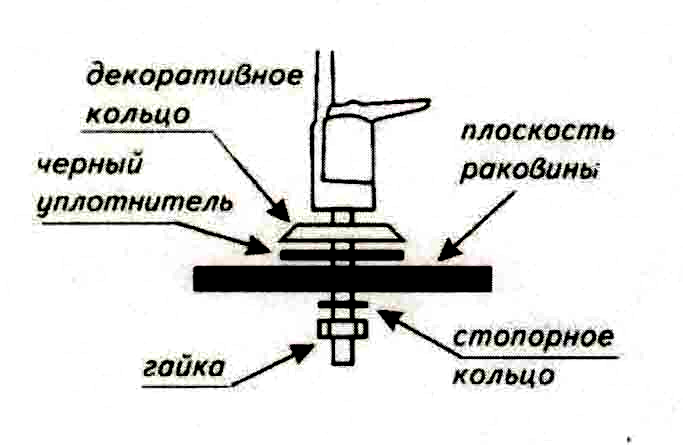 декоративное
кольцо
черный
уплотнитель
плоскость
раковины
гайка
стопорное
кольцо